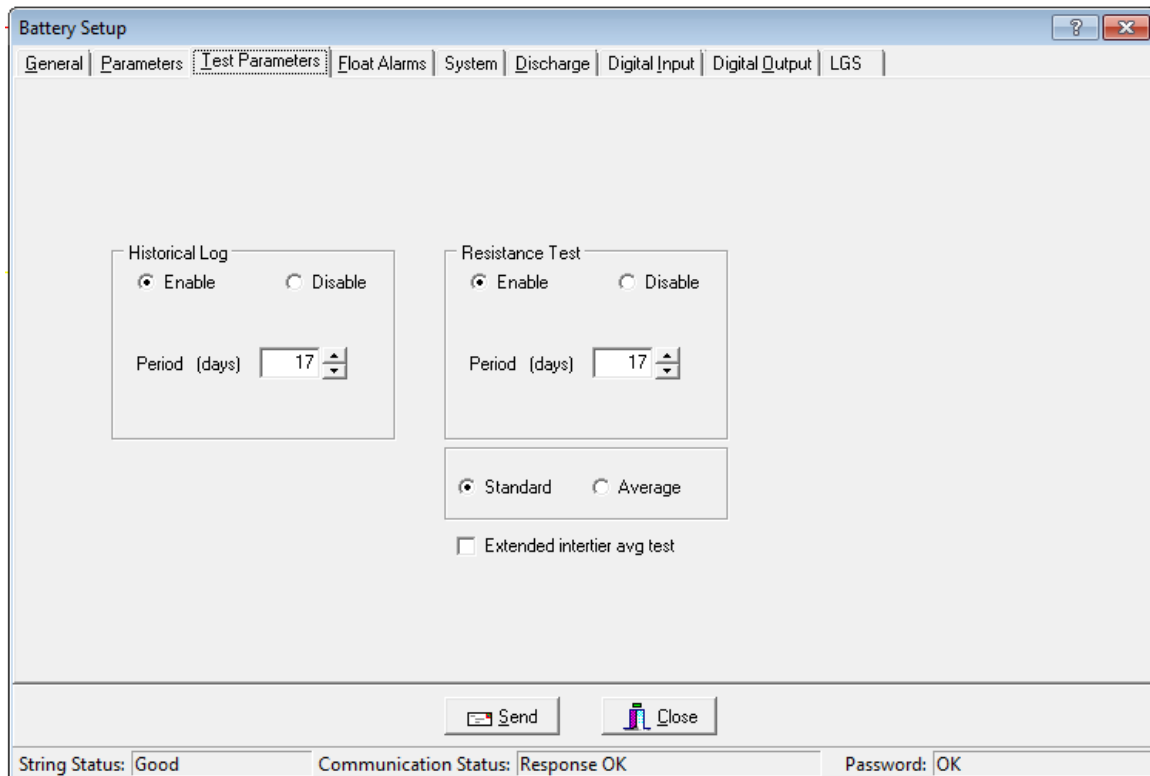 Battery Setup
General Parameters Test Parameters Float Alarms System Discharge Digital Input Digital Output LGS
Historical Log
Enable Disable
Period (days) 17
Resistance Test
Enable Disable
Period (days) 17
Standard Average
Extended intertier avg test
Send Close
String Status: Good Communication Status: Response OK Password: OK